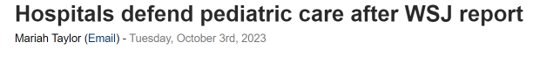 Hospitals defend pediatric care after WSJ report
Mariah Taylor (Email) - Tuesday, October 3rd, 2023